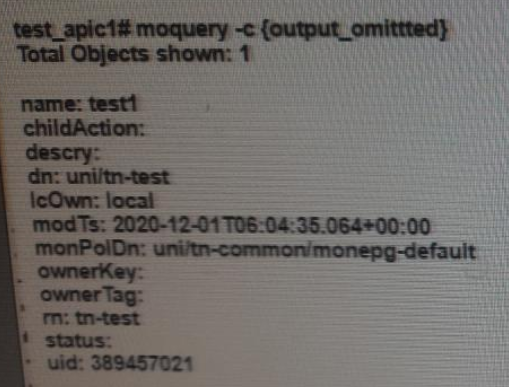 test_apic1# moquery -c {output_omittted}
Total Objects shown: 1
name: test1
childAction:
descry:
dn: uni/tn-test
lcOwn: local
modTs: 2020-12-01T06:04:35.064+00:00
monPolDn: uni/tn-common/monepg-default
ownerKey:
ownerTag:
rn: tn-test
status:
uid: 389457021